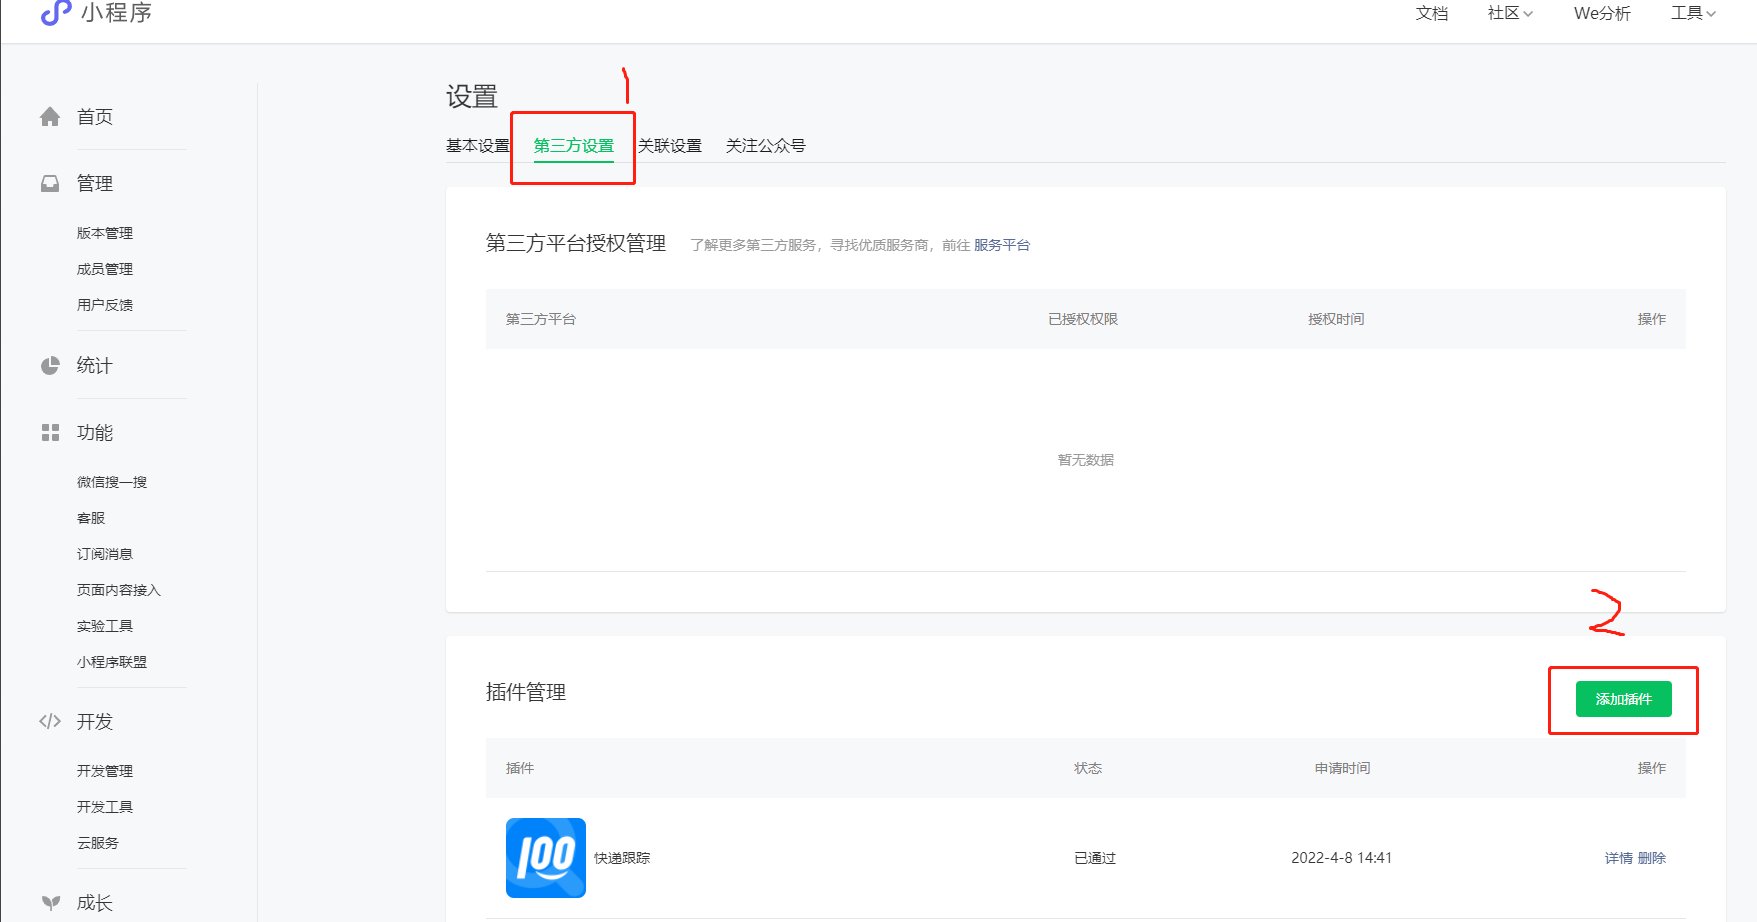 小程序
文档 社区 We分析 工具
首页
管理
版本管理
成员管理
用户反馈
统计
功能
微信搜一搜
客服
订阅消息
页面内容接入
实验工具
小程序联盟
开发
开发管理
开发工具
云服务
成长
设置
1
基本设置 第三方设置 关联设置 关注公众号
第三方平台授权管理 了解更多第三方服务，寻找优质服务商，前往 服务平台
第三方平台 已授权权限 授权时间 操作
暂无数据
2
插件管理 添加插件
插件 状态 申请时间 操作
100 快递跟踪 已通过 2022-4-8 14:41 详情 删除